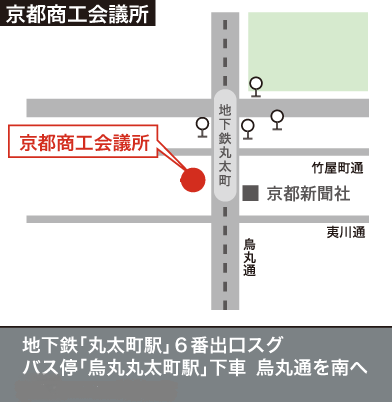 京都商工会議所
地下鉄丸太町
京都商工会議所
竹屋町通
京都新聞社
夷川通
烏丸通
地下鉄「丸太町駅」６番出口スグ
バス停「烏丸丸太町駅」下車 烏丸通を南へ